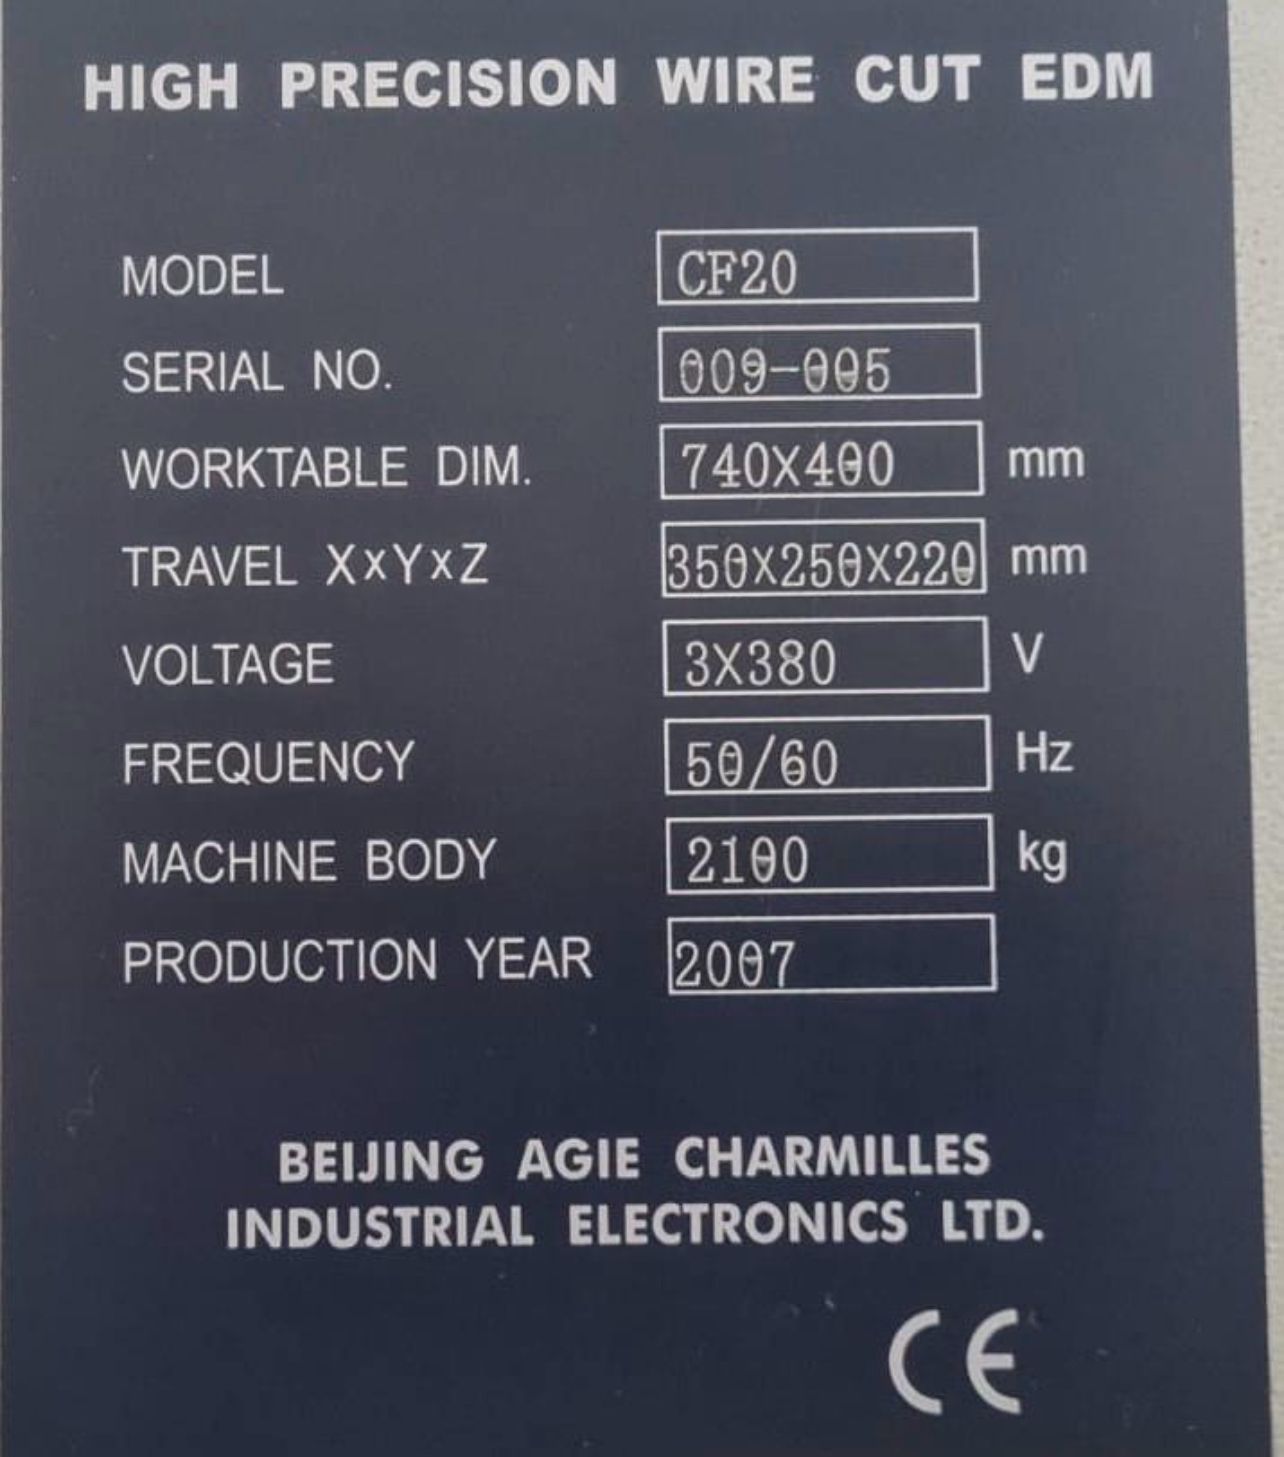 HIGH PRECISION WIRE CUT EDM
MODEL CF20
SERIAL NO. 009-005
WORKTABLE DIM. 740X400 mm
TRAVEL XxYxZ 350X250X220 mm
VOLTAGE 3X380 V
FREQUENCY 50/60 Hz
MACHINE BODY 2100 kg
PRODUCTION YEAR 2007
BEIJING AGIE CHARMILLES
INDUSTRIAL ELECTRONICS LTD.
CE